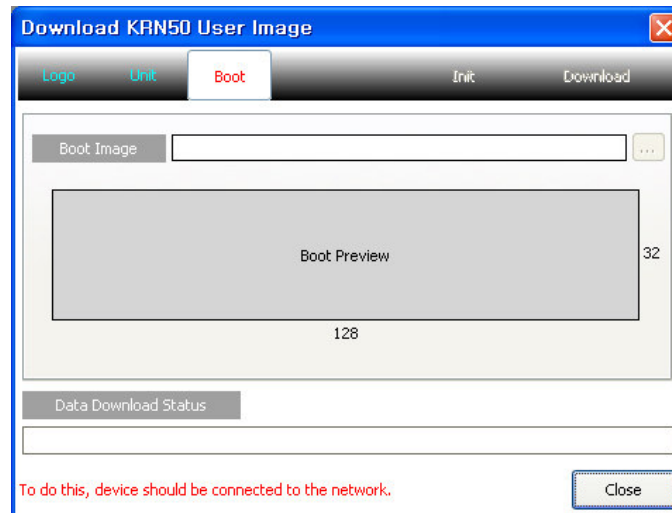 Download KRN50 User Image
Logo Unit Boot Init Download
Boot Image ...
Boot Preview
32
128
Data Download Status
To do this, device should be connected to the network.
Close